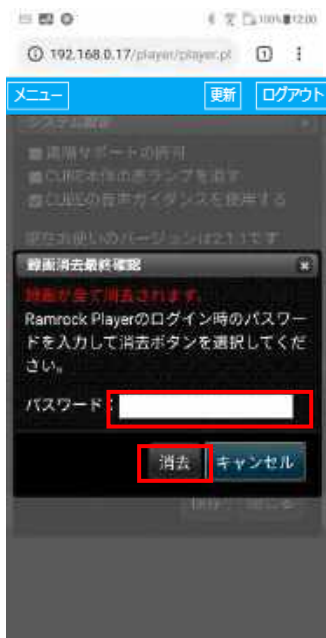 100% 12:00
192.168.0.17/player/player.pl
メニュー 更新 ログアウト
システム設定
遠隔サポートの許可
CUBE本体の赤ランプを消す
CUBEの音声ガイダンスを使用する
現在お使いのバージョンは2.1.1です
録画消去最終確認
録画が全て消去されます。
Ramrock Playerのログイン時のパスワー
ドを入力して消去ボタンを選択してくだ
さい。
パスワード：
消去 キャンセル
閉じる